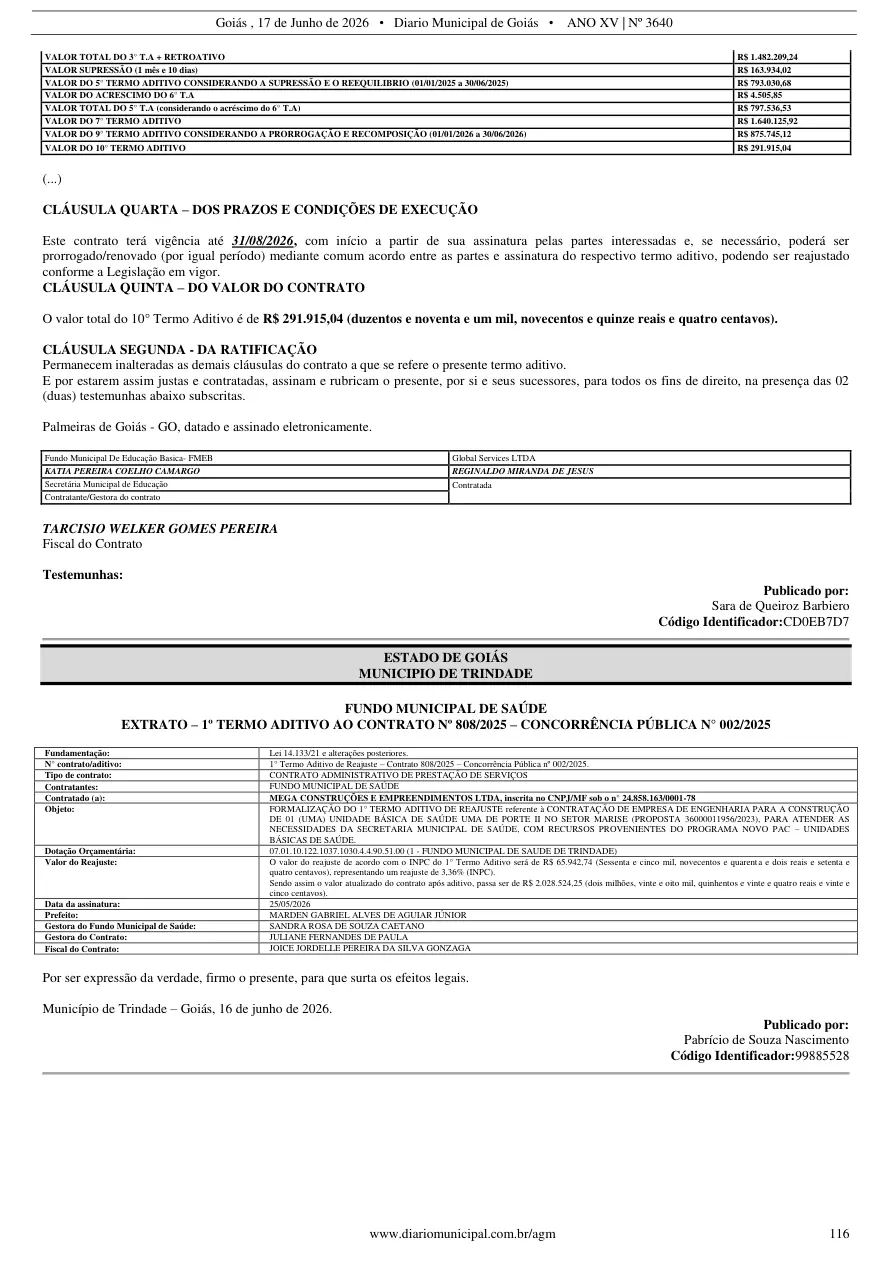 Goiás , 17 de Junho de 2026 • Diario Municipal de Goiás • ANO XV | Nº 3640
VALOR TOTAL DO 3° T.A + RETROATIVO R$ 1.482.209,24
VALOR SUPRESSÃO (1 mês e 10 dias) R$ 163.934,02
VALOR DO 5° TERMO ADITIVO CONSIDERANDO A SUPRESSÃO E O REEQUILIBRIO (01/01/2025 a 30/06/2025) R$ 793.030,68
VALOR DO ACRESCIMO DO 6° T.A R$ 4.505,85
VALOR TOTAL DO 5° T.A (considerando o acréscimo do 6° T.A) R$ 797.536,53
VALOR DO 7° TERMO ADITIVO R$ 1.640.125,92
VALOR DO 9° TERMO ADITIVO CONSIDERANDO A PRORROGAÇÃO E RECOMPOSIÇÃO (01/01/2026 a 30/06/2026) R$ 875.745,12
VALOR DO 10° TERMO ADITIVO R$ 291.915,04
(...)
CLÁUSULA QUARTA – DOS PRAZOS E CONDIÇÕES DE EXECUÇÃO
Este contrato terá vigência até 31/08/2026, com início a partir de sua assinatura pelas partes interessadas e, se necessário, poderá ser
prorrogado/renovado (por igual período) mediante comum acordo entre as partes e assinatura do respectivo termo aditivo, podendo ser reajustado
conforme a Legislação em vigor.
CLÁUSULA QUINTA – DO VALOR DO CONTRATO
O valor total do 10° Termo Aditivo é de R$ 291.915,04 (duzentos e noventa e um mil, novecentos e quinze reais e quatro centavos).
CLÁUSULA SEGUNDA - DA RATIFICAÇÃO
Permanecem inalteradas as demais cláusulas do contrato a que se refere o presente termo aditivo.
E por estarem assim justas e contratadas, assinam e rubricam o presente, por si e seus sucessores, para todos os fins de direito, na presença das 02
(duas) testemunhas abaixo subscritas.
Palmeiras de Goiás - GO, datado e assinado eletronicamente.
Fundo Municipal De Educação Basica- FMEB Global Services LTDA
KATIA PEREIRA COELHO CAMARGO REGINALDO MIRANDA DE JESUS
Secretária Municipal de Educação Contratada
Contratante/Gestora do contrato
TARCISIO WELKER GOMES PEREIRA
Fiscal do Contrato
Testemunhas:
Publicado por:
Sara de Queiroz Barbiero
Código Identificador:CD0EB7D7
ESTADO DE GOIÁS
MUNICIPIO DE TRINDADE
FUNDO MUNICIPAL DE SAÚDE
EXTRATO – 1º TERMO ADITIVO AO CONTRATO Nº 808/2025 – CONCORRÊNCIA PÚBLICA N° 002/2025
Fundamentação: Lei 14.133/21 e alterações posteriores.
N° contrato/aditivo: 1° Termo Aditivo de Reajuste – Contrato 808/2025 – Concorrência Pública nº 002/2025.
Tipo de contrato: CONTRATO ADMINISTRATIVO DE PRESTAÇÃO DE SERVIÇOS
Contratantes: FUNDO MUNICIPAL DE SAÚDE
Contratado (a): MEGA CONSTRUÇÕES E EMPREENDIMENTOS LTDA, inscrita no CNPJ/MF sob o n° 24.858.163/0001-78
Objeto: FORMALIZAÇÃO DO 1° TERMO ADITIVO DE REAJUSTE referente à CONTRATAÇÃO DE EMPRESA DE ENGENHARIA PARA A CONSTRUÇÃO
DE 01 (UMA) UNIDADE BÁSICA DE SAÚDE UMA DE PORTE II NO SETOR MARISE (PROPOSTA 36000011956/2023), PARA ATENDER AS
NECESSIDADES DA SECRETARIA MUNICIPAL DE SAÚDE, COM RECURSOS PROVENIENTES DO PROGRAMA NOVO PAC – UNIDADES
BÁSICAS DE SAÚDE.
Dotação Orçamentária: 07.01.10.122.1037.1030.4.4.90.51.00 (1 - FUNDO MUNICIPAL DE SAUDE DE TRINDADE)
Valor do Reajuste: O valor do reajuste de acordo com o INPC do 1° Termo Aditivo será de R$ 65.942,74 (Sessenta e cinco mil, novecentos e quarenta e dois reais e setenta e
quatro centavos), representando um reajuste de 3,36% (INPC).
Sendo assim o valor atualizado do contrato após aditivo, passa ser de R$ 2.028.524,25 (dois milhões, vinte e oito mil, quinhentos e vinte e quatro reais e vinte e
cinco centavos).
Data da assinatura: 25/05/2026
Prefeito: MARDEN GABRIEL ALVES DE AGUIAR JÚNIOR
Gestora do Fundo Municipal de Saúde: SANDRA ROSA DE SOUZA CAETANO
Gestora do Contrato: JULIANE FERNANDES DE PAULA
Fiscal do Contrato: JOICE JORDELLE PEREIRA DA SILVA GONZAGA
Por ser expressão da verdade, firmo o presente, para que surta os efeitos legais.
Município de Trindade – Goiás, 16 de junho de 2026.
Publicado por:
Pabrício de Souza Nascimento
Código Identificador:99885528
www.diariomunicipal.com.br/agm 116